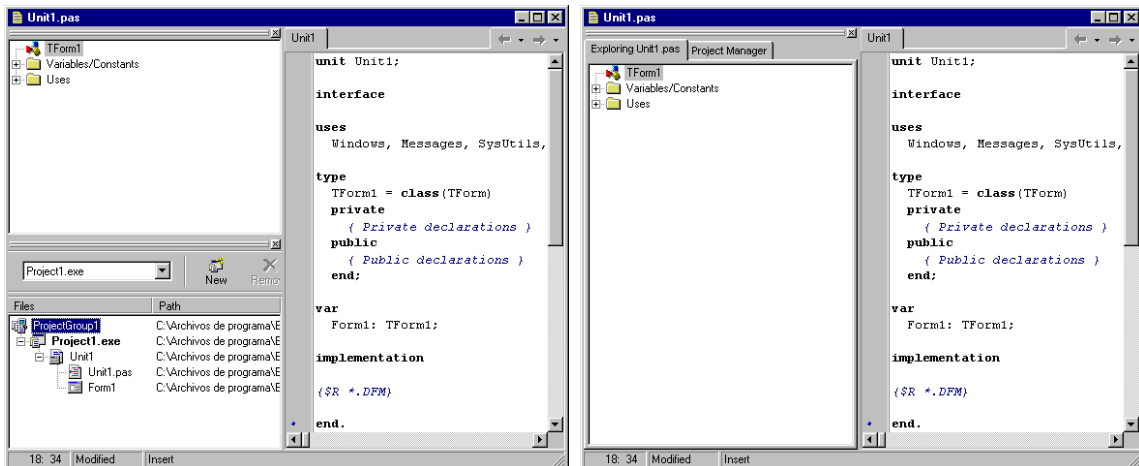 Unit1.pas
TForm1
Variables/Constants
Uses
Project1.exe
New
Remo
Files Path
ProjectGroup1 C:\Archivos de programa\E
Project1.exe C:\Archivos de programa\E
Unit1 C:\Archivos de programa\E
Unit1.pas C:\Archivos de programa\E
Form1 C:\Archivos de programa\E
Unit1
unit Unit1;
interface
uses
Windows, Messages, SysUtils,
type
TForm1 = class(TForm)
private
{ Private declarations }
public
{ Public declarations }
end;
var
Form1: TForm1;
implementation
{$R *.DFM}
end.
18: 34 Modified Insert
Unit1.pas
Exploring Unit1.pas Project Manager
TForm1
Variables/Constants
Uses
Unit1
unit Unit1;
interface
uses
Windows, Messages, SysUtils,
type
TForm1 = class(TForm)
private
{ Private declarations }
public
{ Public declarations }
end;
var
Form1: TForm1;
implementation
{$R *.DFM}
end.
18: 34 Modified Insert